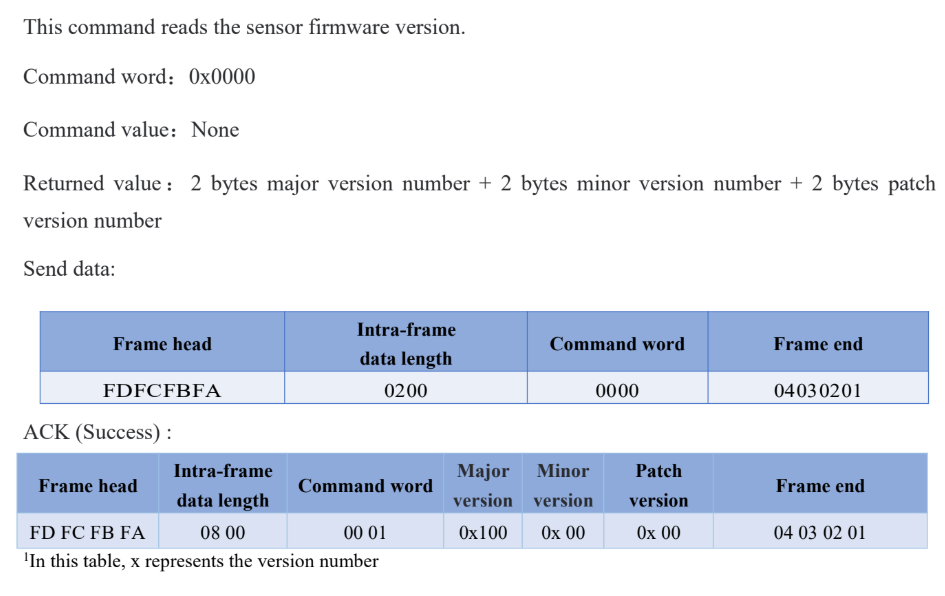 This command reads the sensor firmware version.
Command word：0x0000
Command value：None
Returned value：2 bytes major version number + 2 bytes minor version number + 2 bytes patch
version number
Send data:
Frame head Intra-frame data length Command word Frame end
FDFCFBFA 0200 0000 04030201
ACK (Success) :
Frame head Intra-frame data length Command word Major version Minor version Patch version Frame end
FD FC FB FA 08 00 00 01 0x100 0x 00 0x 00 04 03 02 01
¹In this table, x represents the version number